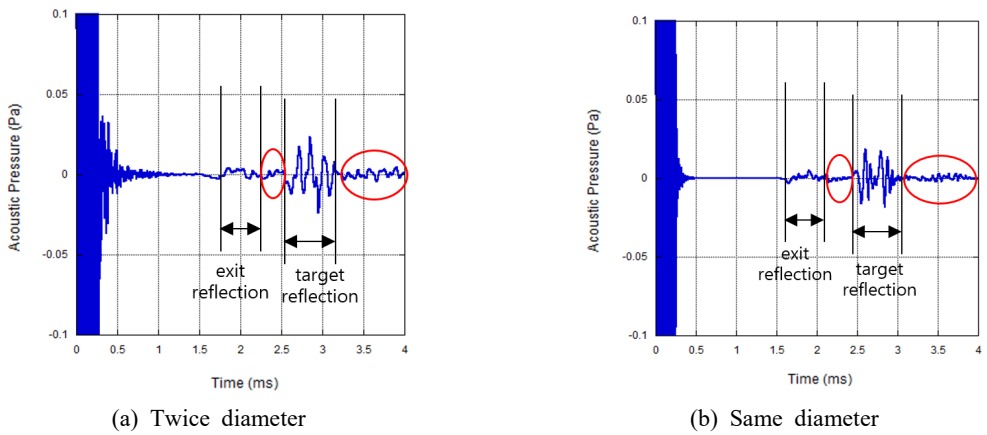 0.1
0.05
0
-0.05
-0.1
Acoustic Pressure (Pa)
exit
reflection
target
reflection
0 0.5 1 1.5 2 2.5 3 3.5 4
Time (ms)
(a) Twice diameter
0.1
0.05
0
-0.05
-0.1
Acoustic Pressure (Pa)
exit
reflection
target
reflection
0 0.5 1 1.5 2 2.5 3 3.5 4
Time (ms)
(b) Same diameter